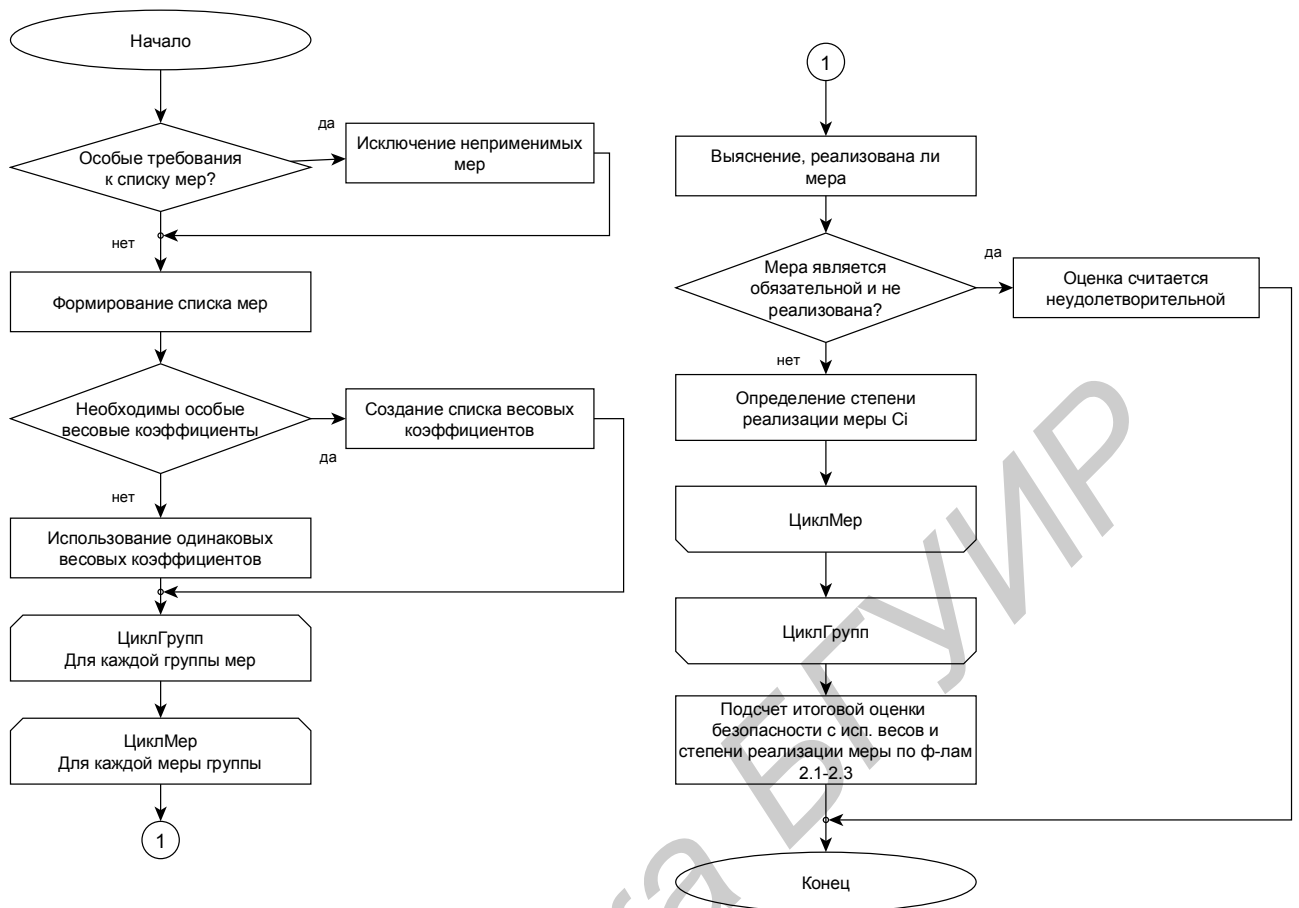 Начало
да
Особые требования
к списку мер?
Исключение неприменимых
мер
нет
Формирование списка мер
Необходимы особые
весовые коэффициенты
Создание списка весовых
коэффициентов
да
нет
Использование одинаковых
весовых коэффициентов
ЦиклГрупп
Для каждой группы мер
ЦиклМер
Для каждой меры группы
1
1
Выяснение, реализована ли
мера
да
Мера является
обязательной и не
реализована?
Оценка считается
неудолетворительной
нет
Определение степени
реализации меры Ci
ЦиклМер
ЦиклГрупп
Подсчет итоговой оценки
безопасности с исп. весов и
степени реализации меры по ф-лам
2.1-2.3
Конец
БГУИР